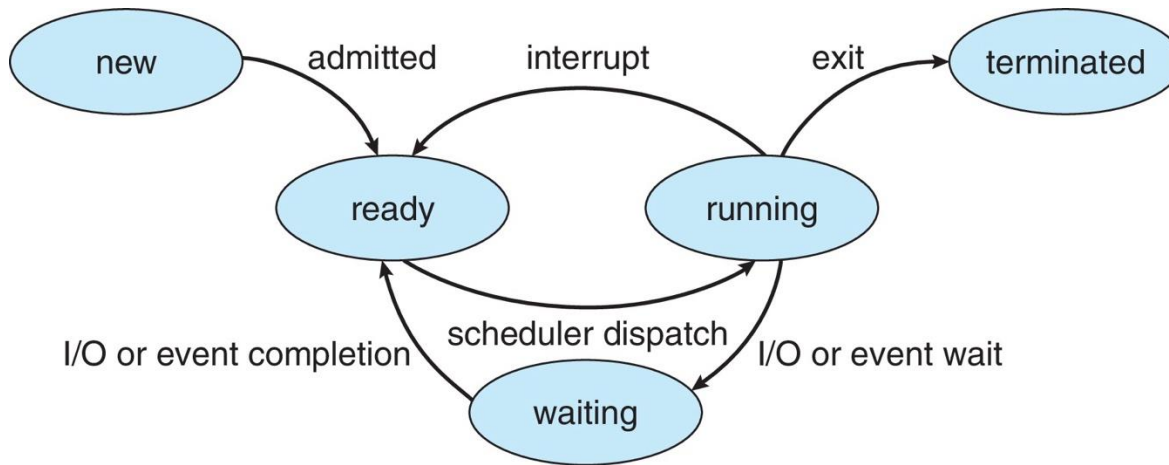 new
admitted
interrupt
exit
terminated
ready
running
scheduler dispatch
I/O or event completion
I/O or event wait
waiting